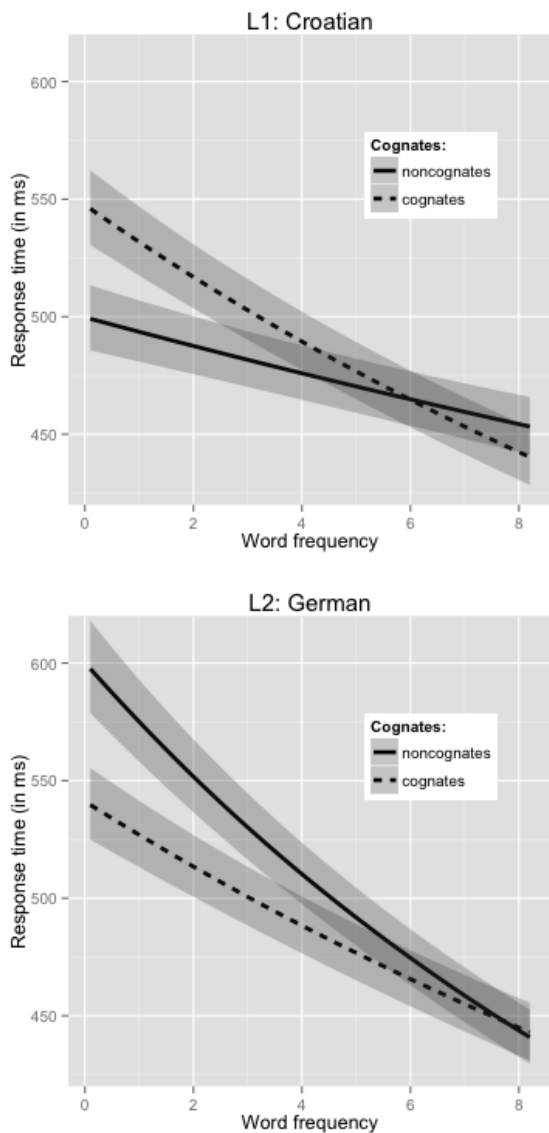 L1: Croatian
600
550
500
450
Response time (in ms)
Cognates:
noncognates
cognates
0 2 4 6 8
Word frequency
L2: German
600
550
500
450
Response time (in ms)
Cognates:
noncognates
cognates
0 2 4 6 8
Word frequency